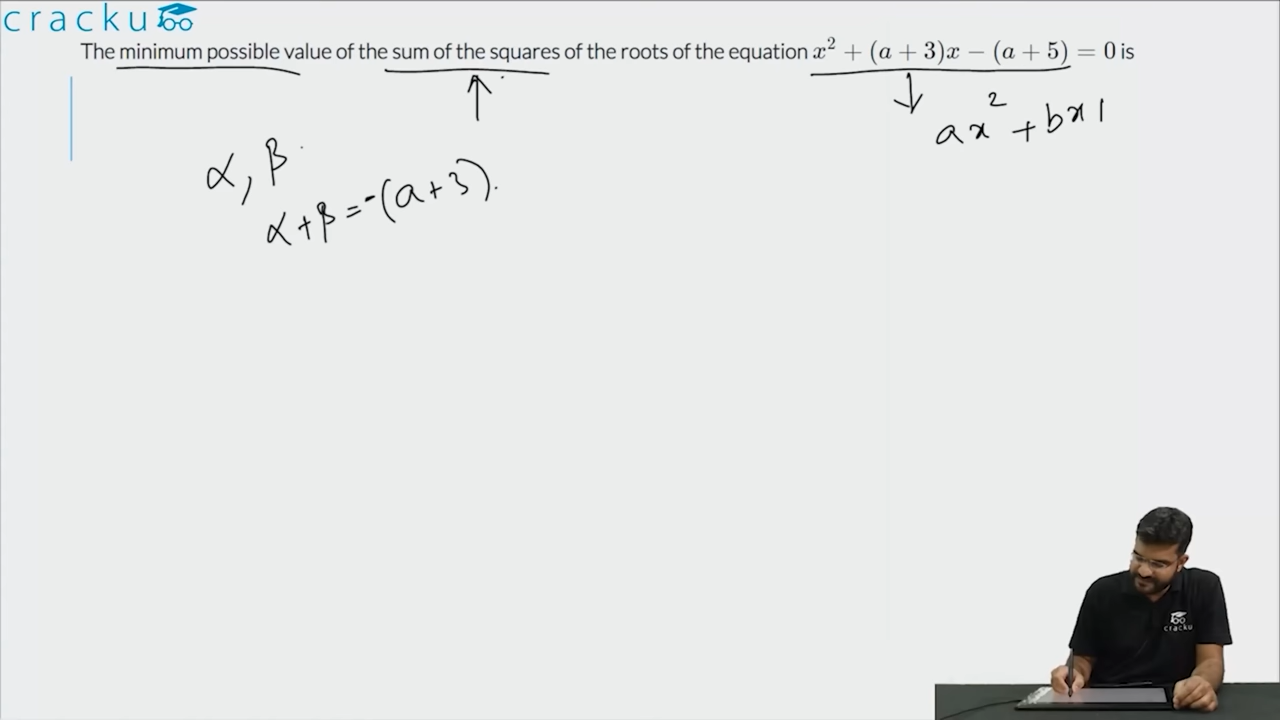 cracku
The minimum possible value of the sum of the squares of the roots of the equation x² + (a + 3)x − (a + 5) = 0 is
ax² + bx
α, β
α + β = -(a + 3).
cracku